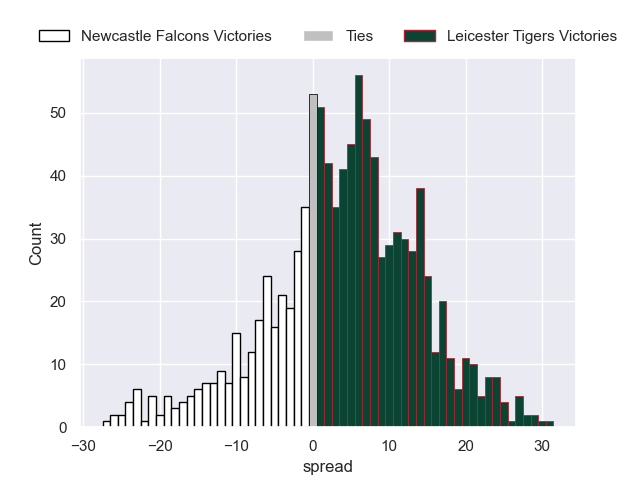 Newcastle Falcons Victories Ties Leicester Tigers Victories
50
40
30
20
10
0
Count
−30 −20 −10 0 10 20 30
spread